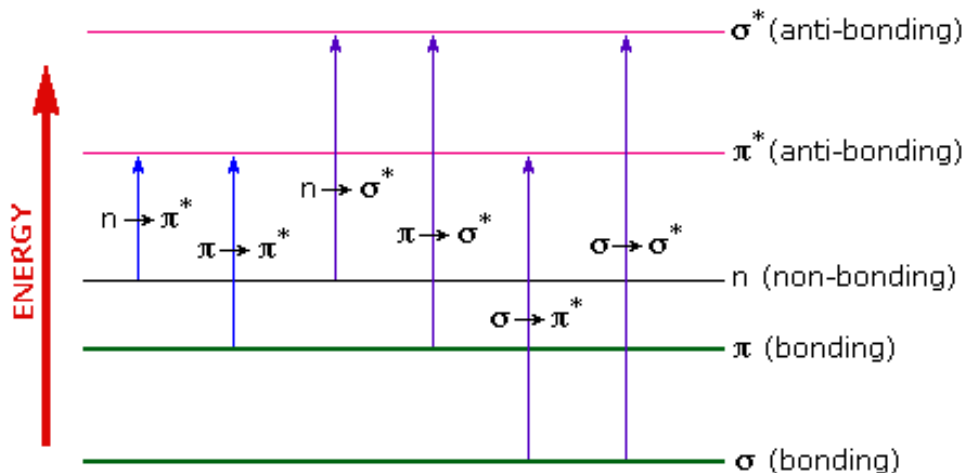 σ* (anti-bonding)
π* (anti-bonding)
n → σ*
n → π*
π → σ*
π → π*
σ → σ*
n (non-bonding)
σ → π*
π (bonding)
σ (bonding)
ENERGY